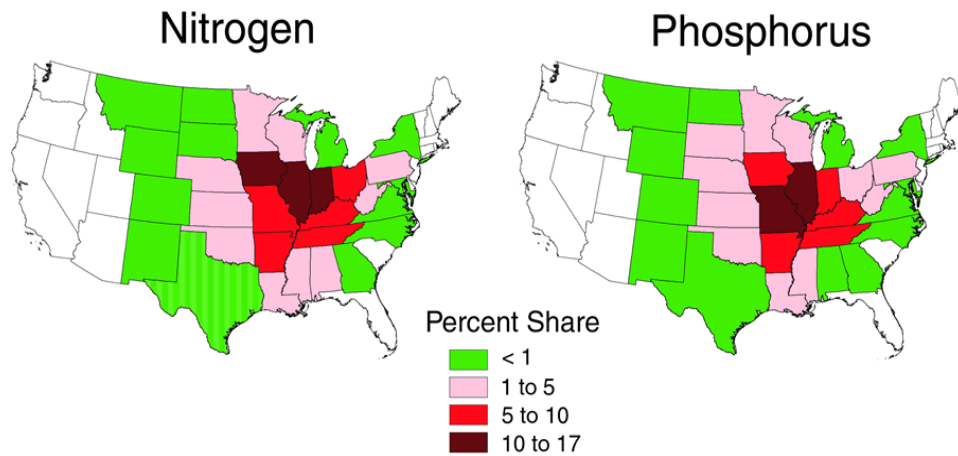 Nitrogen
Phosphorus
Percent Share
< 1
1 to 5
5 to 10
10 to 17